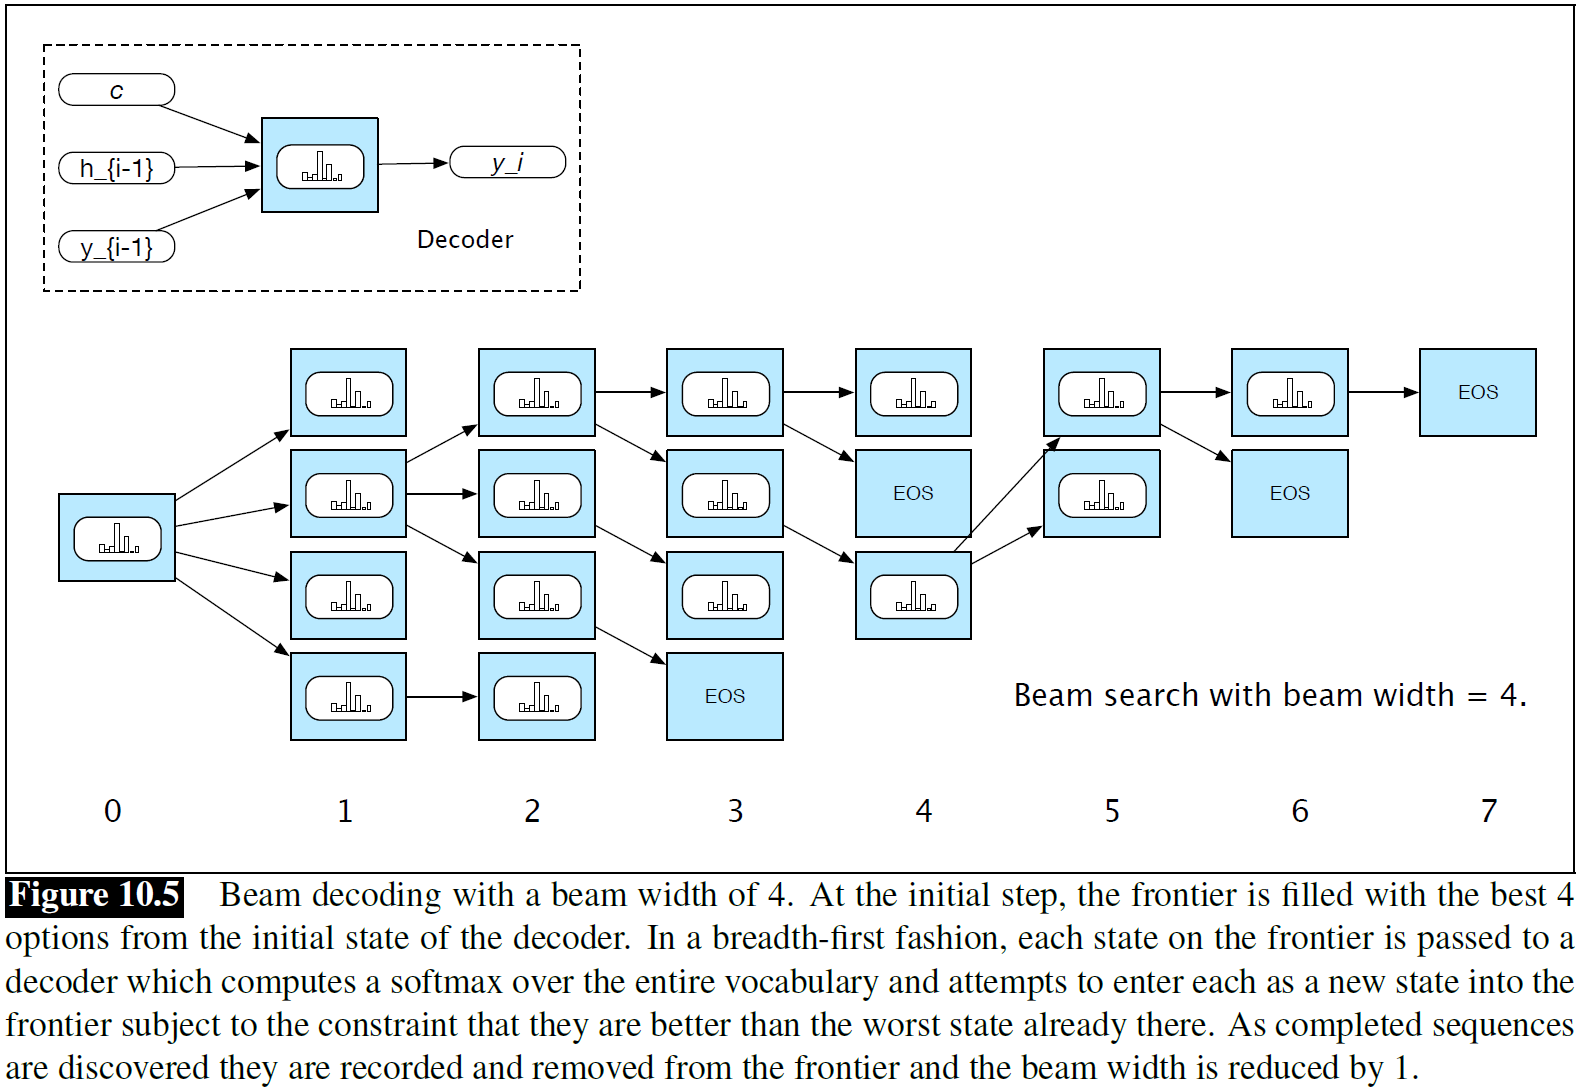 c
h_{i-1}
y_i
y_{i-1}
Decoder
EOS
EOS
EOS
EOS
Beam search with beam width = 4.
0 1 2 3 4 5 6 7
Figure 10.5 Beam decoding with a beam width of 4. At the initial step, the frontier is filled with the best 4
options from the initial state of the decoder. In a breadth-first fashion, each state on the frontier is passed to a
decoder which computes a softmax over the entire vocabulary and attempts to enter each as a new state into the
frontier subject to the constraint that they are better than the worst state already there. As completed sequences
are discovered they are recorded and removed from the frontier and the beam width is reduced by 1.